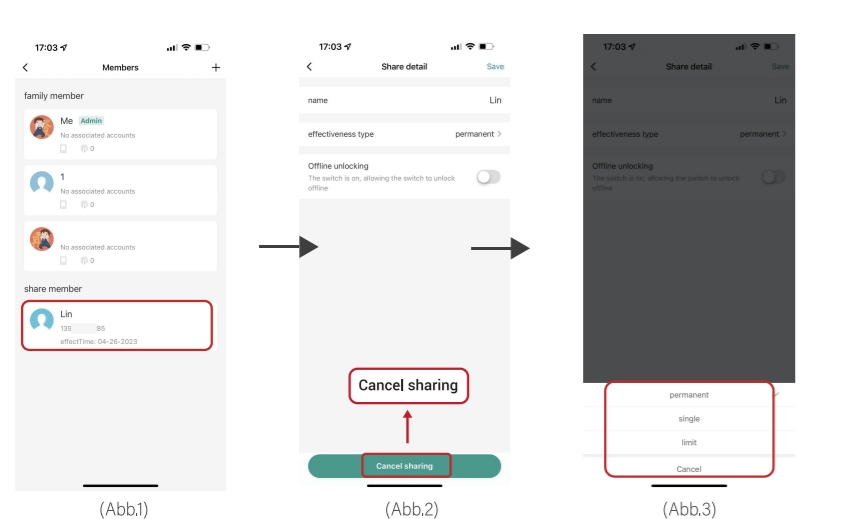 17:03
Members
+
family member
Me Admin
No associated accounts
0
1
No associated accounts
0
No associated accounts
0
share member
Lin
135 85
effectTime: 04-26-2023
(Abb.1)
17:03
Share detail Save
name Lin
effectiveness type permanent >
Offline unlocking
The switch is on, allowing the switch to unlock
offline
Cancel sharing
Cancel sharing
(Abb.2)
17:03
Share detail Save
name Lin
effectiveness type permanent >
Offline unlocking
The switch is on, allowing the switch to unlock
offline
permanent
single
limit
Cancel
(Abb.3)